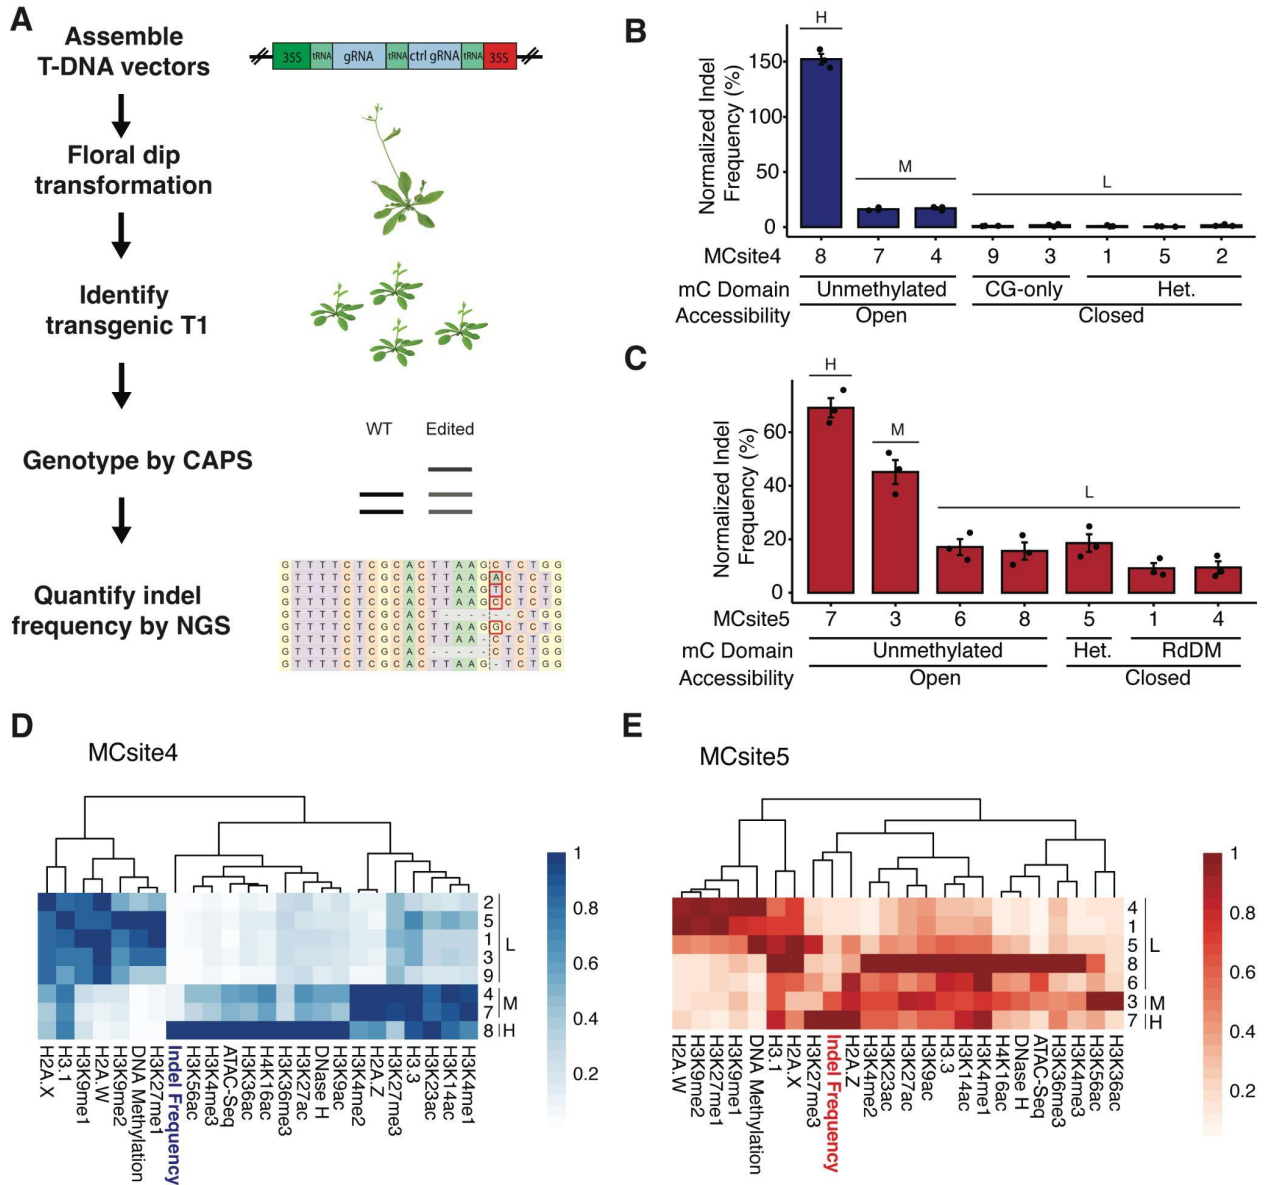 A
Assemble
T-DNA vectors
35S tRNA gRNA tRNA ctrl gRNA tRNA 35S
Floral dip
transformation
Identify
transgenic T1
WT Edited
Genotype by CAPS
Quantify indel
frequency by NGS
G T T T T C T C G C A C T T A A G C T C T G G
G T T T T C T C G C A C T T A A G A C T C T G
G T T T T C T C G C A C T T A A G T C T C T G
G T T T T C T C G C A C T T A A G C C T C T G
G T T T T C T C G C A C - - - - - - C T G G
G T T T T C T C G C A C T T A A G G C T C T G
G T T T T C T C G C A C T T A A - C T C T G G
G T T T T C T C G C A C - - - - - C T C T G G
G T T T T C T C G C A C T T A A G - T C T G G
B
Normalized Indel
Frequency (%)
150
100
50
0
H
M
L
MCsite4 8 7 4 9 3 1 5 2
mC Domain Unmethylated CG-only Het.
Accessibility Open Closed
C
Normalized Indel
Frequency (%)
60
40
20
0
H
M
L
MCsite5 7 3 6 8 5 1 4
mC Domain Unmethylated Het. RdDM
Accessibility Open Closed
D
MCsite4
2
5
1
3
9
4
7
8
L
M
H
1
0.8
0.6
0.4
0.2
H2A.X
H3.1
H3K9me1
H2A.W
H3K9me2
DNA Methylation
H3K27me1
Indel Frequency
H3K56ac
H3K4me3
ATAC-Seq
H3K36ac
H4K16ac
H3K36me3
H3K27ac
DNase H
H3K9ac
H3K4me2
H2A.Z
H3K27me3
H3.3
H3K23ac
H3K14ac
H3K4me1
E
MCsite5
4
1
5
8
6
3
7
L
M
H
1
0.8
0.6
0.4
0.2
H2A.W
H3K9me2
H3K27me1
H3K9me1
DNA Methylation
H3.1
H2A.X
H3K27me3
Indel Frequency
H2A.Z
H3K4me2
H3K23ac
H3K27ac
H3K9ac
H3.3
H3K14ac
H3K4me1
H4K16ac
DNase H
ATAC-Seq
H3K36me3
H3K4me3
H3K56ac
H3K36ac